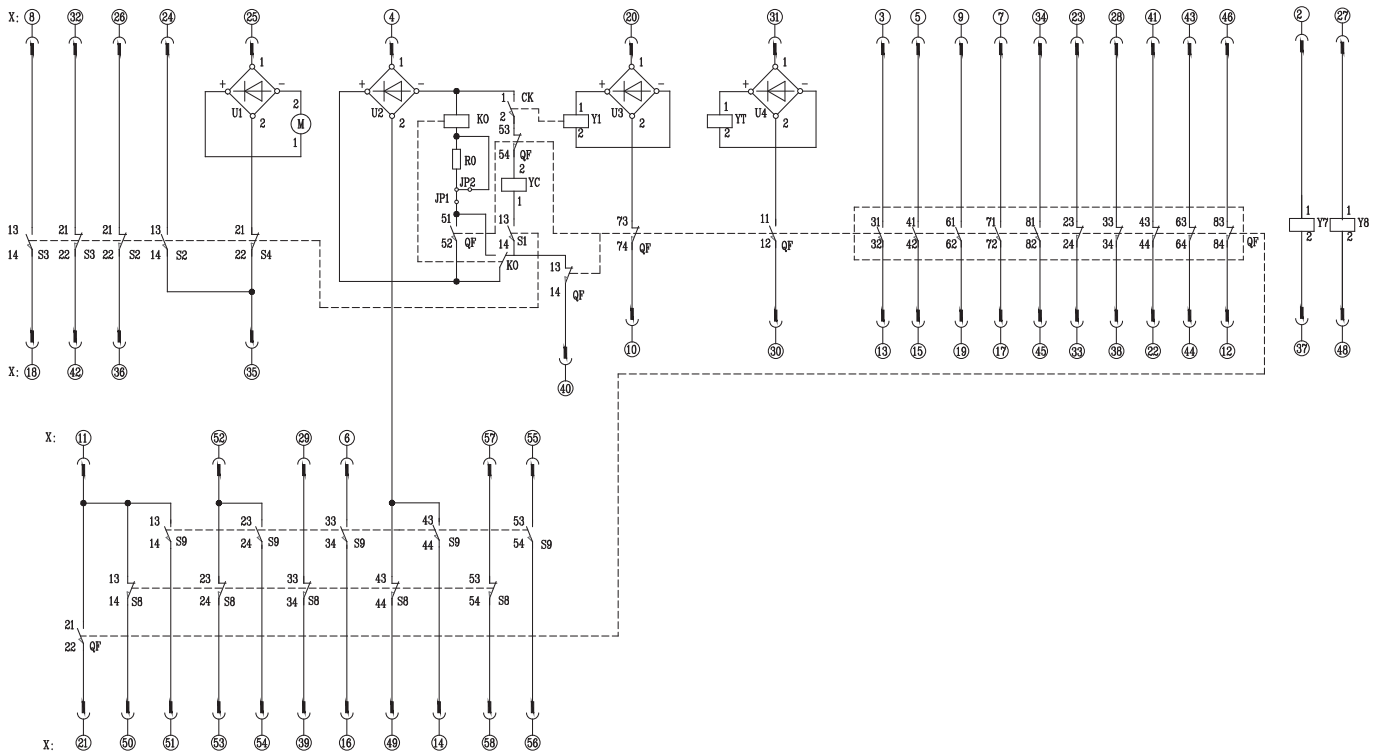 X: 8 32 26 24 25 4 20 31 3 5 9 7 34 23 28 41 43 46 2 27
1 1 1 1
+ - + - + - + -
2 1 CK 1 1
U1 M U2 K0 2 Y1 U3 YT U4
2 1 2 53 2 2 2 2
54 QF
R0 2
JP2 YC
JP1 1
13 21 21 13 21 51 13 73 11 31 41 61 71 81 23 33 43 63 83 1 1
14 S3 22 S3 22 S2 14 S2 22 S4 52 QF 14 S1 74 QF 12 QF 32 42 62 72 82 24 34 44 64 84 QF 2 Y7 2 Y8
K0 13
14 QF
10 30 13 15 19 17 45 33 38 22 44 12 37 48
X: 18 42 36 35
40
X: 11 52 29 6 57 55
13 23 33 43 53
14 S9 24 S9 34 S9 44 S9 54 S9
13 23 33 43 53
14 S8 24 S8 34 S8 44 S8 54 S8
21
22 QF
X: 21 50 51 53 54 39 16 49 14 58 56